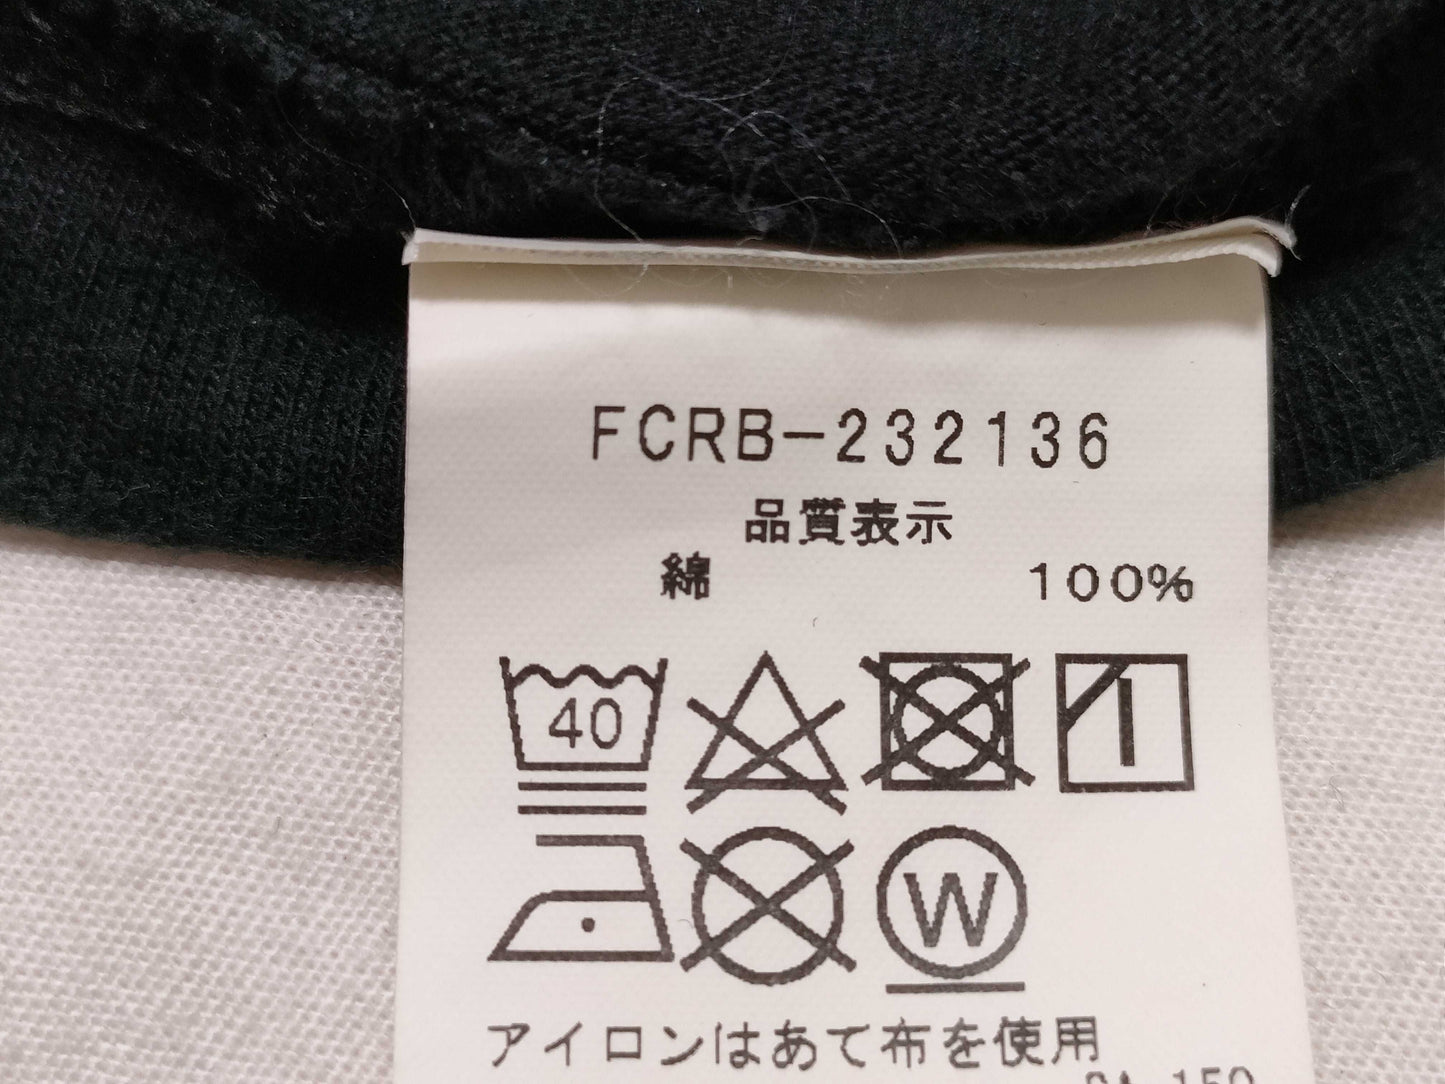 FCRB-232136
品質表示
綿 100%
40
W
アイロンはあて布を使用